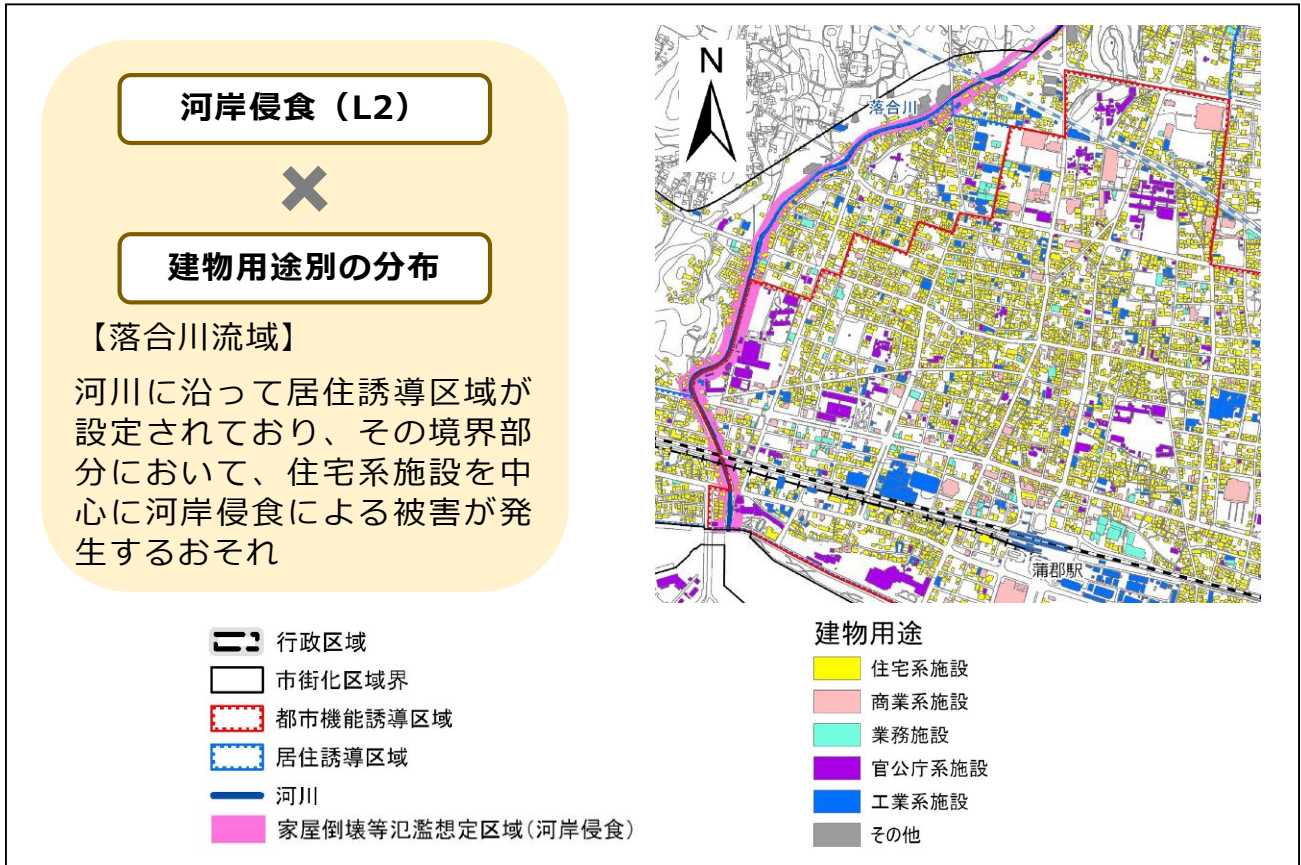 河岸侵食（L2）
×
建物用途別の分布
【落合川流域】
河川に沿って居住誘導区域が
設定されており、その境界部
分において、住宅系施設を中
心に河岸侵食による被害が発
生するおそれ
N
落合川
蒲郡駅
行政区域
市街化区域界
都市機能誘導区域
居住誘導区域
河川
家屋倒壊等氾濫想定区域(河岸侵食)
建物用途
住宅系施設
商業系施設
業務施設
官公庁系施設
工業系施設
その他